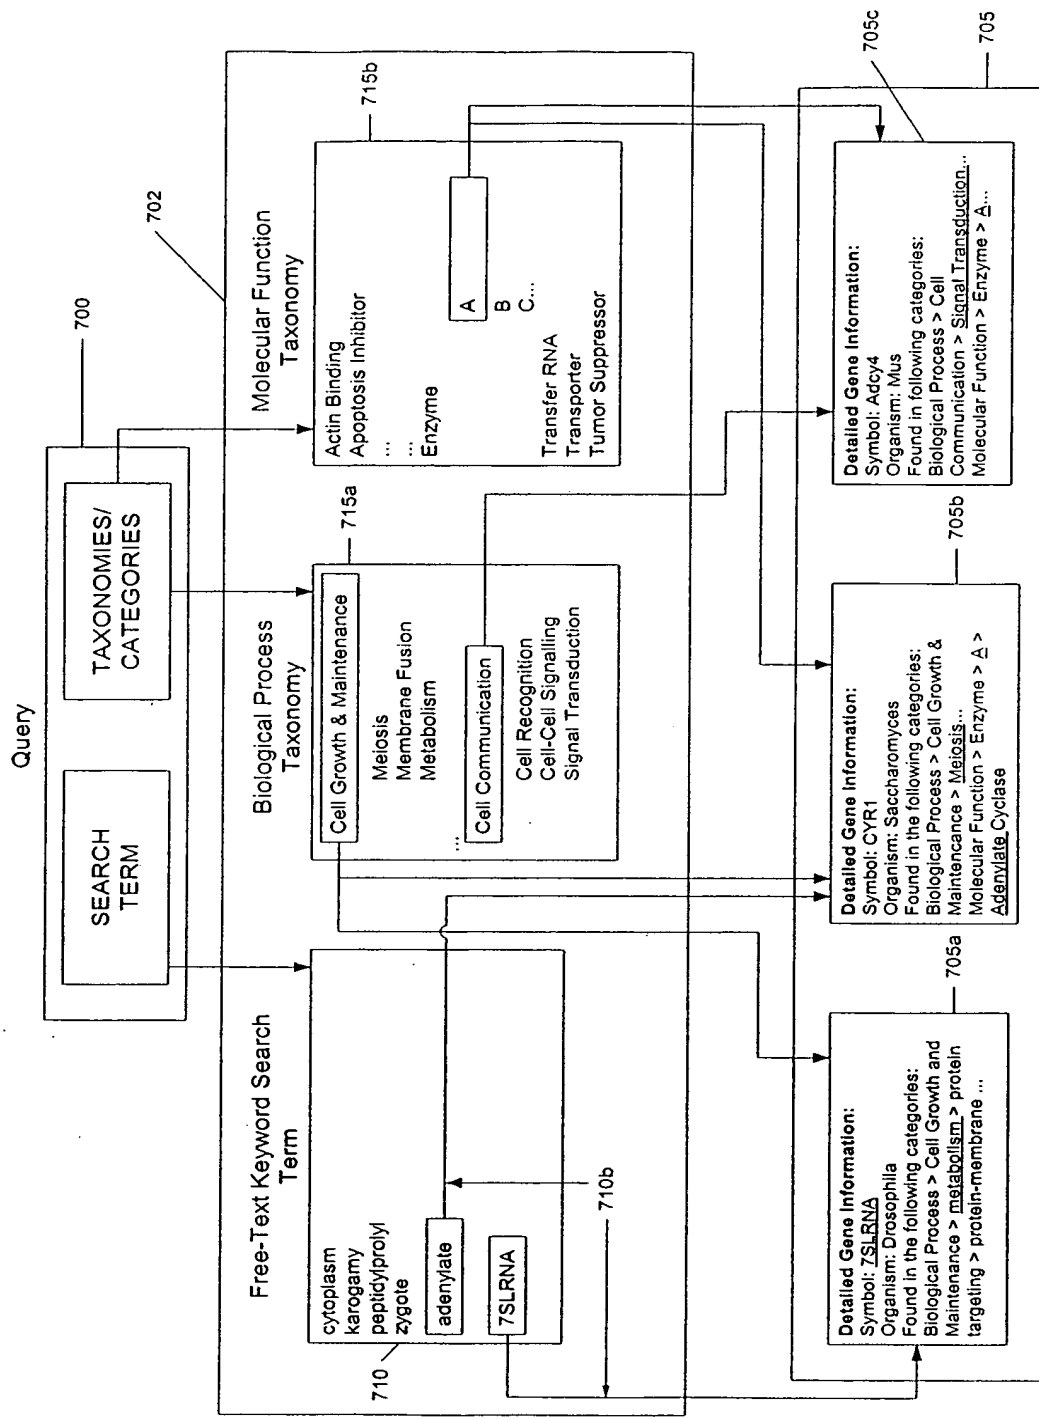 Query
700
SEARCH
TERM
TAXONOMIES/
CATEGORIES
702
Free-Text Keyword Search
Term
cytoplasm
karogamy
peptidylprolyl
zygote
adenylate
7SLRNA
710
710b
Biological Process
Taxonomy
715a
Cell Growth & Maintenance
Meiosis
Membrane Fusion
Metabolism
...
Cell Communication
Cell Recognition
Cell-Cell Signalling
Signal Transduction
Molecular Function
Taxonomy
715b
Actin Binding
Apoptosis Inhibitor
...
...
Enzyme
A
B
C...
Transfer RNA
Transporter
Tumor Suppressor
705a
Detailed Gene Information:
Symbol: 7SLRNA
Organism: Drosophila
Found in the following categories:
Biological Process > Cell Growth and
Maintenance > metabolism > protein
targeting > protein-membrane ...
705b
Detailed Gene Information:
Symbol: CYR1
Organism: Saccharomyces
Found in the following categories:
Biological Process > Cell Growth &
Maintencance > Meiosis...
Molecular Function > Enzyme > A >
Adenylate Cyclase
705c
Detailed Gene Information:
Symbol: Adcy4
Organism: Mus
Found in following categories:
Biological Process > Cell
Communication > Signal Transduction...
Molecular Function > Enzyme > A...
705